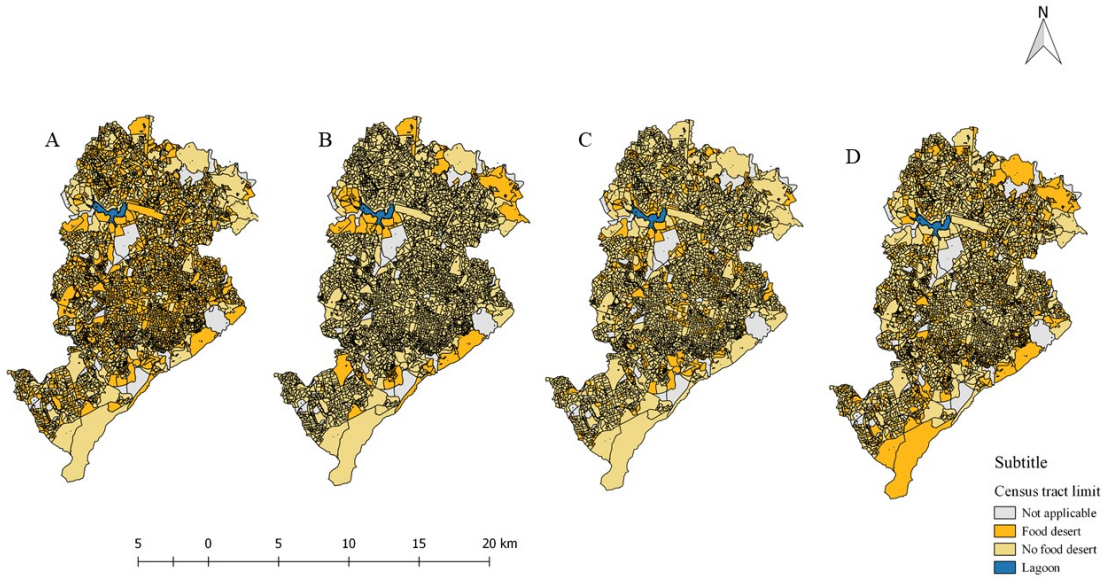 N
A
B
C
D
Subtitle
Census tract limit
Not applicable
Food desert
No food desert
Lagoon
5 0 5 10 15 20 km